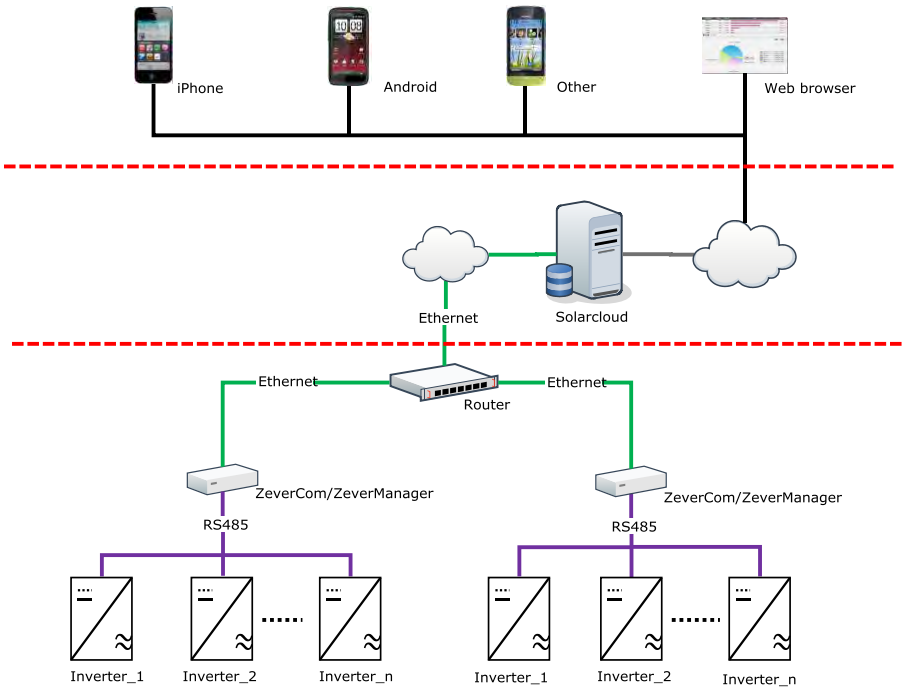 iPhone
Android
Other
Web browser
Solarcloud
Ethernet
Ethernet
Ethernet
Router
ZeverCom/ZeverManager
ZeverCom/ZeverManager
RS485
RS485
Inverter_1
Inverter_2
Inverter_n
Inverter_1
Inverter_2
Inverter_n